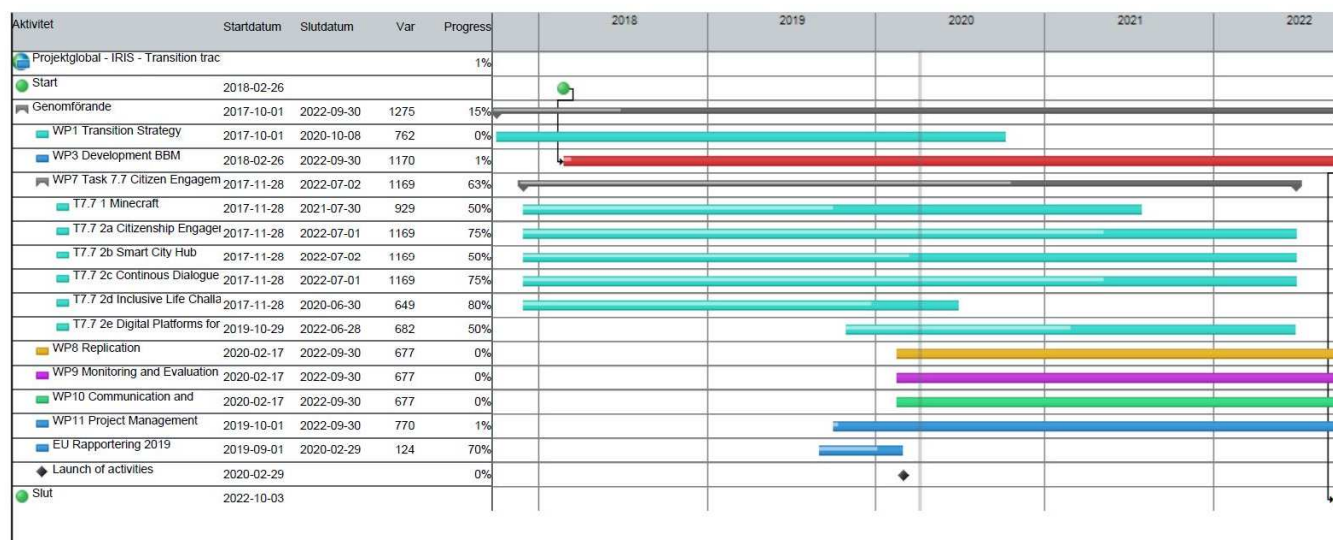 Aktivitet Startdatum Slutdatum Var Progress 2018 2019 2020 2021 2022
Projektglobal - IRIS - Transition trac 1%
Start 2018-02-26
Genomförande 2017-10-01 2022-09-30 1275 15%
WP1 Transition Strategy 2017-10-01 2020-10-08 762 0%
WP3 Development BBM 2018-02-26 2022-09-30 1170 1%
WP7 Task 7.7 Citizen Engagem 2017-11-28 2022-07-02 1169 63%
T7.7 1 Minecraft 2017-11-28 2021-07-30 929 50%
T7.7 2a Citizenship Engager 2017-11-28 2022-07-01 1169 75%
T7.7 2b Smart City Hub 2017-11-28 2022-07-02 1169 50%
T7.7 2c Continous Dialogue 2017-11-28 2022-07-01 1169 75%
T7.7 2d Inclusive Life Challa 2017-11-28 2020-06-30 649 80%
T7.7 2e Digital Platforms for 2019-10-29 2022-06-28 682 50%
WP8 Replication 2020-02-17 2022-09-30 677 0%
WP9 Monitoring and Evaluation 2020-02-17 2022-09-30 677 0%
WP10 Communication and 2020-02-17 2022-09-30 677 0%
WP11 Project Management 2019-10-01 2022-09-30 770 1%
EU Rapportering 2019 2019-09-01 2020-02-29 124 70%
Launch of activities 2020-02-29 0%
Slut 2022-10-03